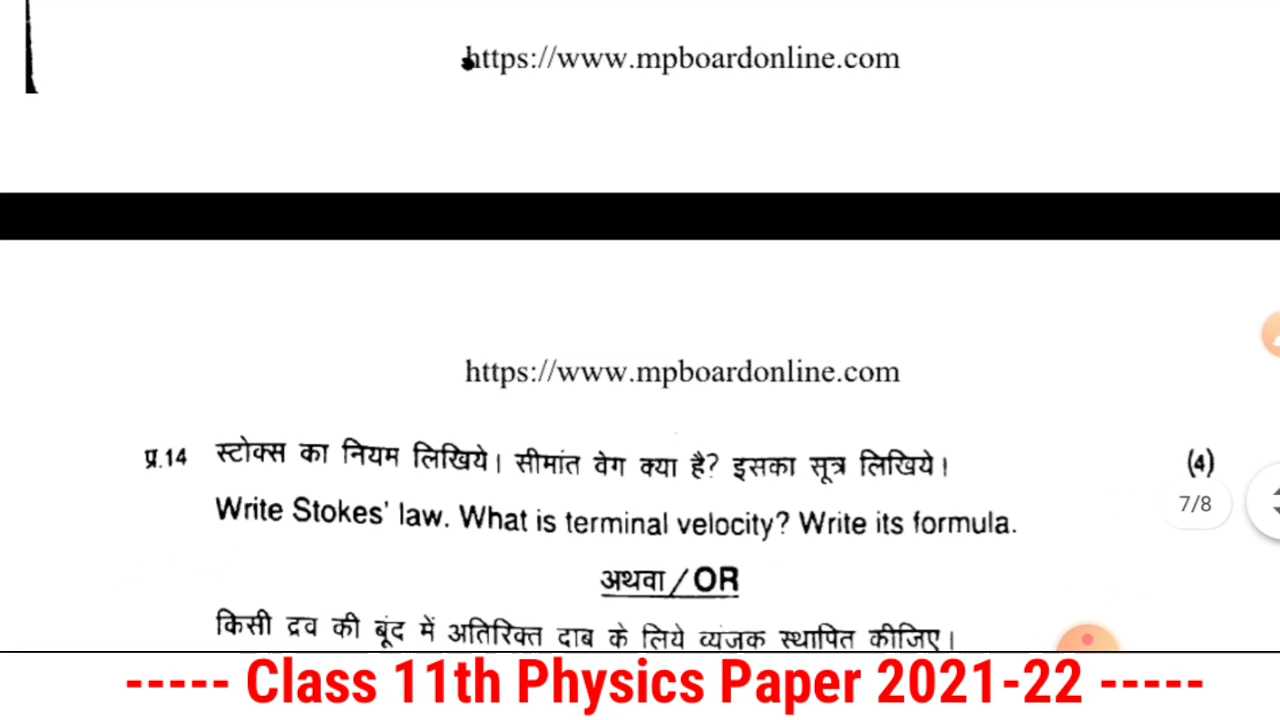 https://www.mpboardonline.com
https://www.mpboardonline.com
प्र.14 स्टोक्स का नियम लिखिये। सीमांत वेग क्या है? इसका सूत्र लिखिये। (4)
7/8
Write Stokes' law. What is terminal velocity? Write its formula.
अथवा / OR
किसी द्रव की बूंद में अतिरिक्त दाब के लिये व्यंजक स्थापित कीजिए।
----- Class 11th Physics Paper 2021-22 -----